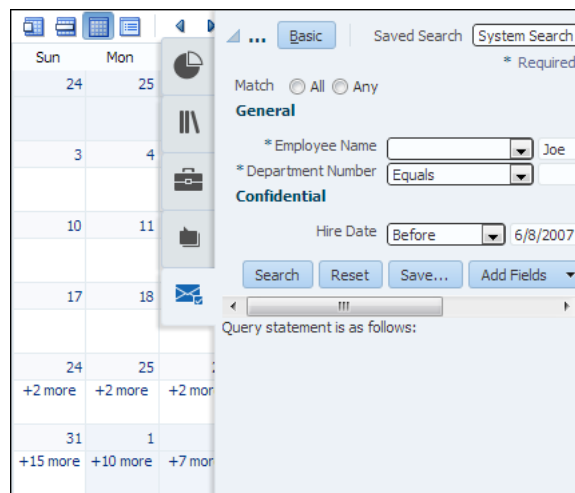 ... Basic Saved Search System Search
* Required
Match All Any
General
* Employee Name Joe
* Department Number Equals
Confidential
Hire Date Before 6/8/2007
Search Reset Save... Add Fields
Query statement is as follows:
Sun Mon
24 25
3 4
10 11
17 18
24 25
+2 more +2 more +2 mor
31 1
+15 more +10 more +7 mor